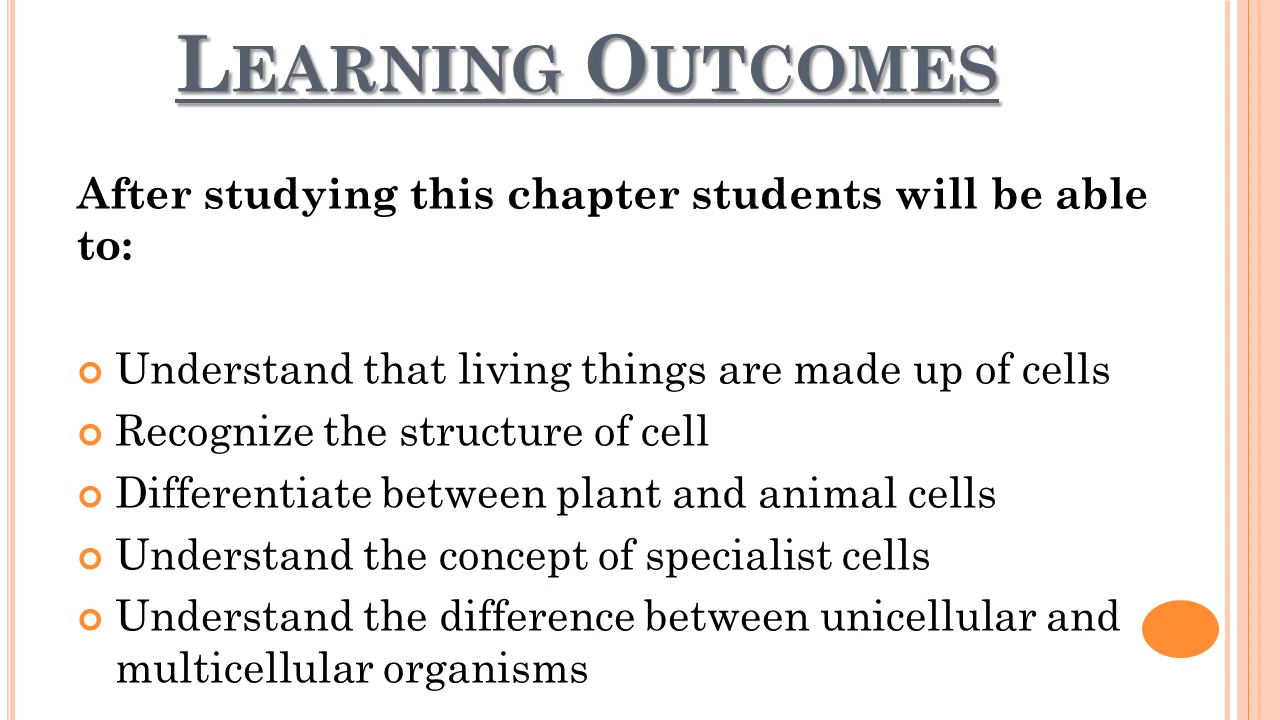 LEARNING OUTCOMES
After studying this chapter students will be able
to:
Understand that living things are made up of cells
Recognize the structure of cell
Differentiate between plant and animal cells
Understand the concept of specialist cells
Understand the difference between unicellular and
multicellular organisms